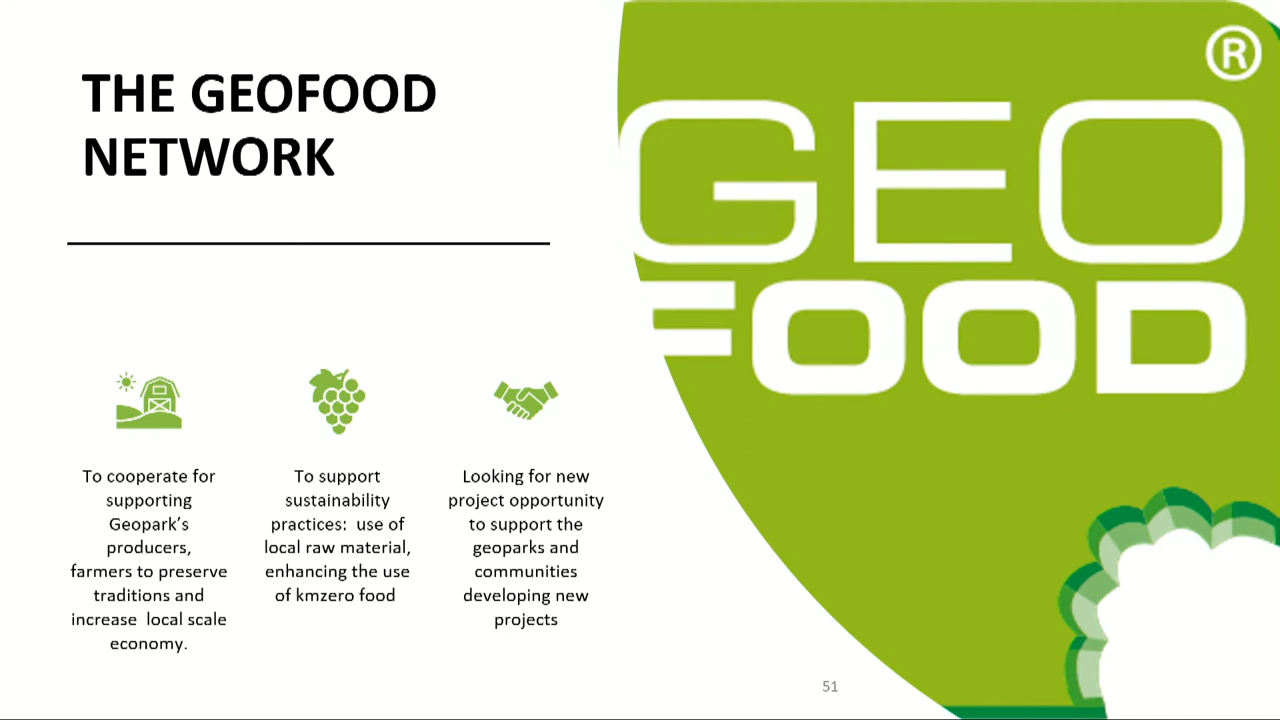 THE GEOFOOD
NETWORK
To cooperate for
supporting
Geopark’s
producers,
farmers to preserve
traditions and
increase  local scale
economy.
To support
sustainability
practices:  use of
local raw material,
enhancing the use
of kmzero food
Looking for new
project opportunity
to support the
geoparks and
communities
developing new
projects
51
GEO
FOOD
®